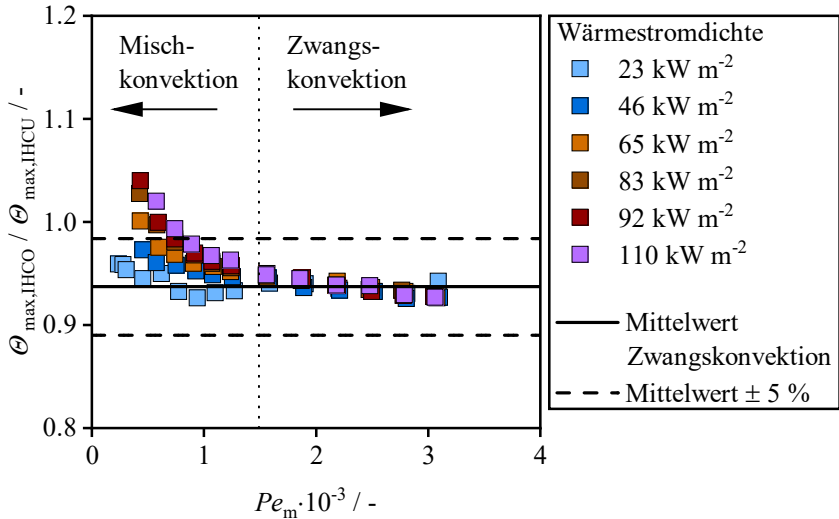 Misch-
konvektion
Zwangs-
konvektion
1.2
1.1
1.0
0.9
0.8
0
1
2
3
4
Θmax,IHCO / Θmax,IHCU / -
Pem·10-3 / -
Wärmestromdichte
23 kW m-2
46 kW m-2
65 kW m-2
83 kW m-2
92 kW m-2
110 kW m-2
Mittelwert
Zwangskonvektion
Mittelwert ± 5 %